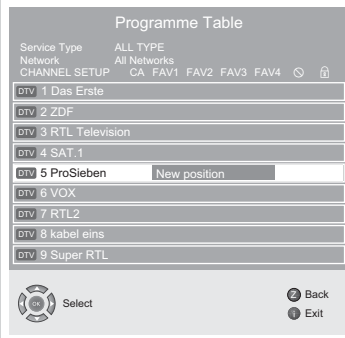 Programme Table
Service Type ALL TYPE
Network All Networks
CHANNEL SETUP CA FAV1 FAV2 FAV3 FAV4
DTV 1 Das Erste
DTV 2 ZDF
DTV 3 RTL Television
DTV 4 SAT.1
DTV 5 ProSieben New position
DTV 6 VOX
DTV 7 RTL2
DTV 8 kabel eins
DTV 9 Super RTL
OK Select
Z Back
i Exit